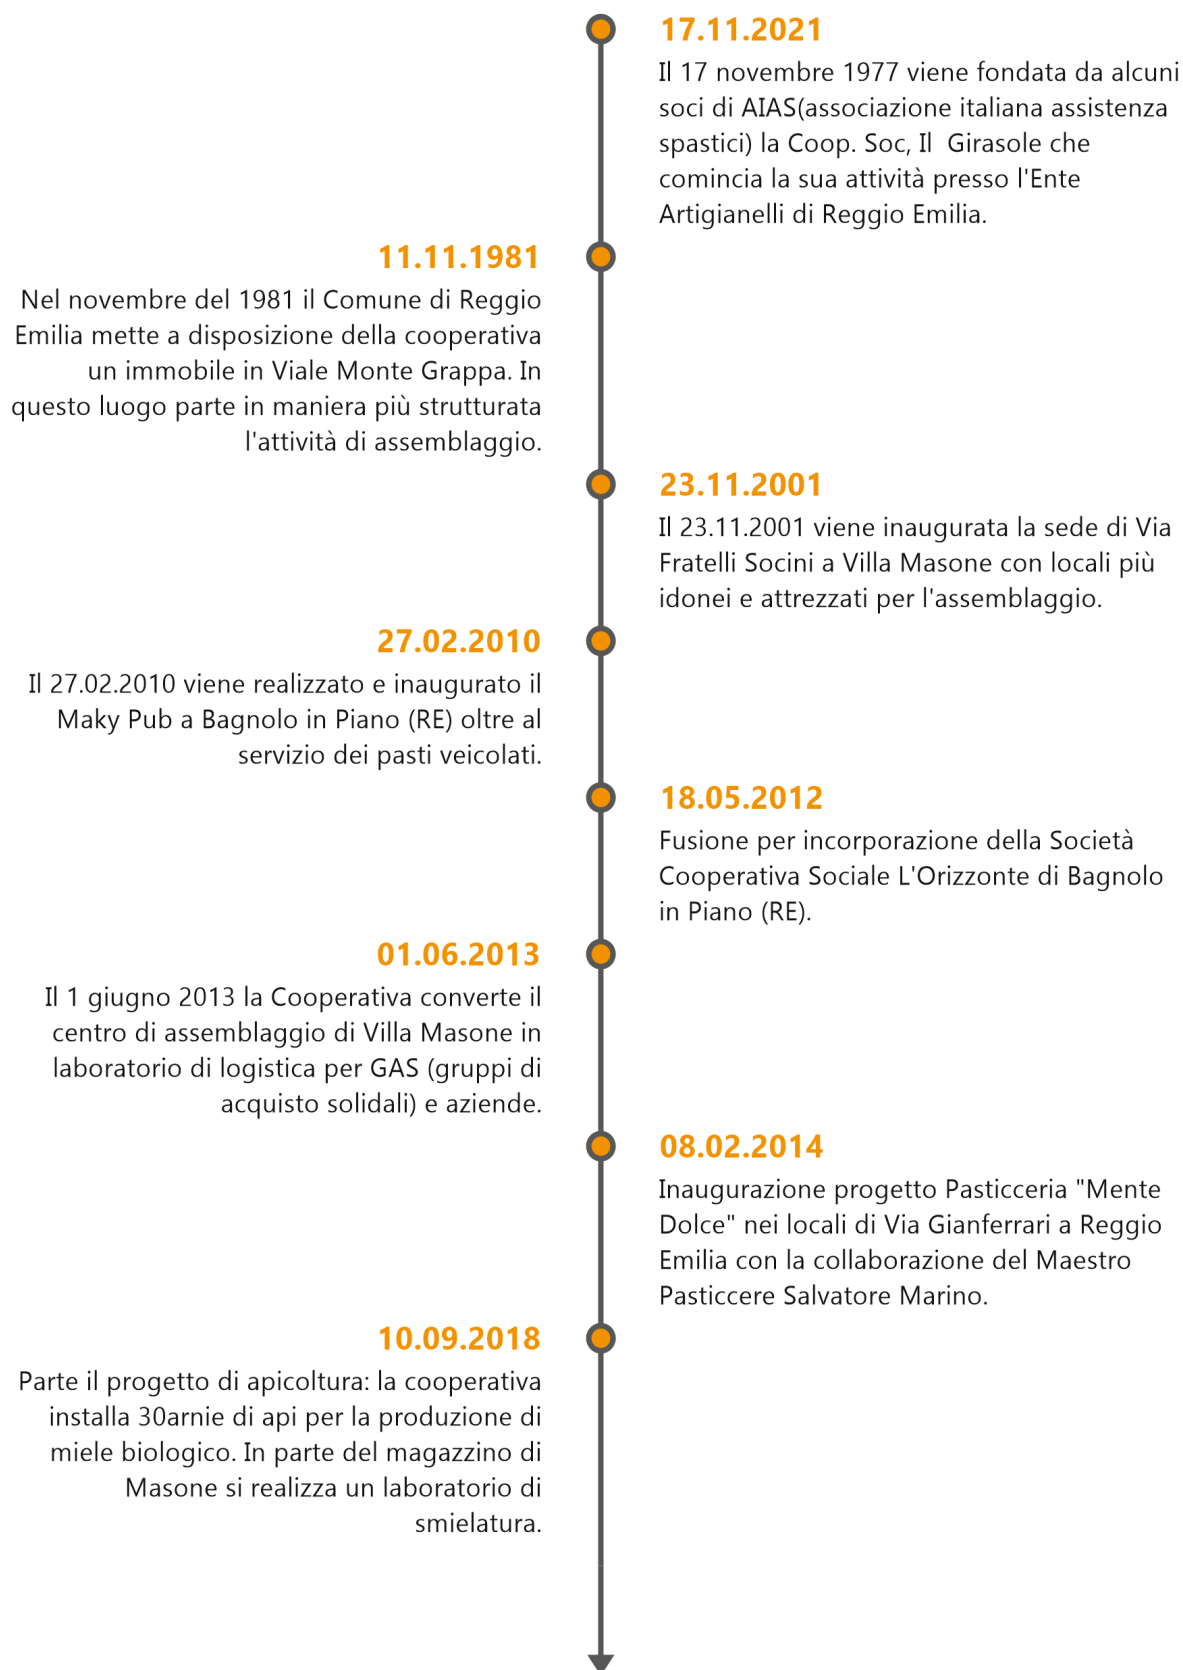 17.11.2021
Il 17 novembre 1977 viene fondata da alcuni
soci di AIAS(associazione italiana assistenza
spastici) la Coop. Soc, Il  Girasole che
comincia la sua attività presso l'Ente
Artigianelli di Reggio Emilia.
11.11.1981
Nel novembre del 1981 il Comune di Reggio
Emilia mette a disposizione della cooperativa
un immobile in Viale Monte Grappa. In
questo luogo parte in maniera più strutturata
l'attività di assemblaggio.
23.11.2001
Il 23.11.2001 viene inaugurata la sede di Via
Fratelli Socini a Villa Masone con locali più
idonei e attrezzati per l'assemblaggio.
27.02.2010
Il 27.02.2010 viene realizzato e inaugurato il
Maky Pub a Bagnolo in Piano (RE) oltre al
servizio dei pasti veicolati.
18.05.2012
Fusione per incorporazione della Società
Cooperativa Sociale L'Orizzonte di Bagnolo
in Piano (RE).
01.06.2013
Il 1 giugno 2013 la Cooperativa converte il
centro di assemblaggio di Villa Masone in
laboratorio di logistica per GAS (gruppi di
acquisto solidali) e aziende.
08.02.2014
Inaugurazione progetto Pasticceria "Mente
Dolce" nei locali di Via Gianferrari a Reggio
Emilia con la collaborazione del Maestro
Pasticcere Salvatore Marino.
10.09.2018
Parte il progetto di apicoltura: la cooperativa
installa 30arnie di api per la produzione di
miele biologico. In parte del magazzino di
Masone si realizza un laboratorio di
smielatura.